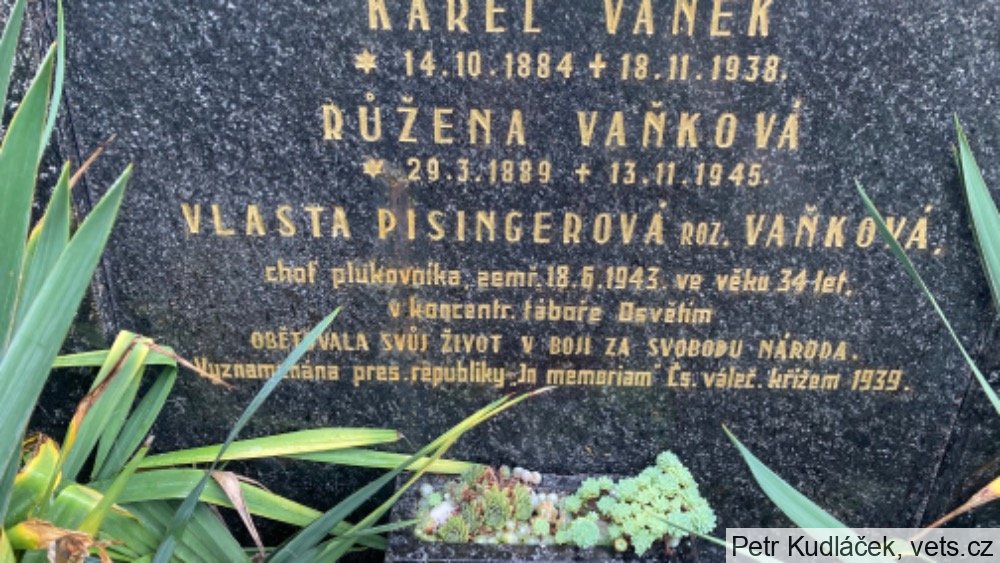 KAREL VANĚK
* 14.10.1884 + 18.11.1938.
RŮŽENA VAŇKOVÁ
* 29.3.1889 + 13.11.1945.
VLASTA PISINGEROVÁ ROZ. VAŇKOVÁ,
choť plukovníka, zemř. 18.6.1943. ve věku 34 let.
v koncentr. táboře Osvětim
OBĚTOVALA SVŮJ ŽIVOT V BOJI ZA SVOBODU NÁRODA.
Vyznamenána pres. republiky „In memoriam" Čs. váleč. křížem 1939.
Petr Kudláček, vets.cz